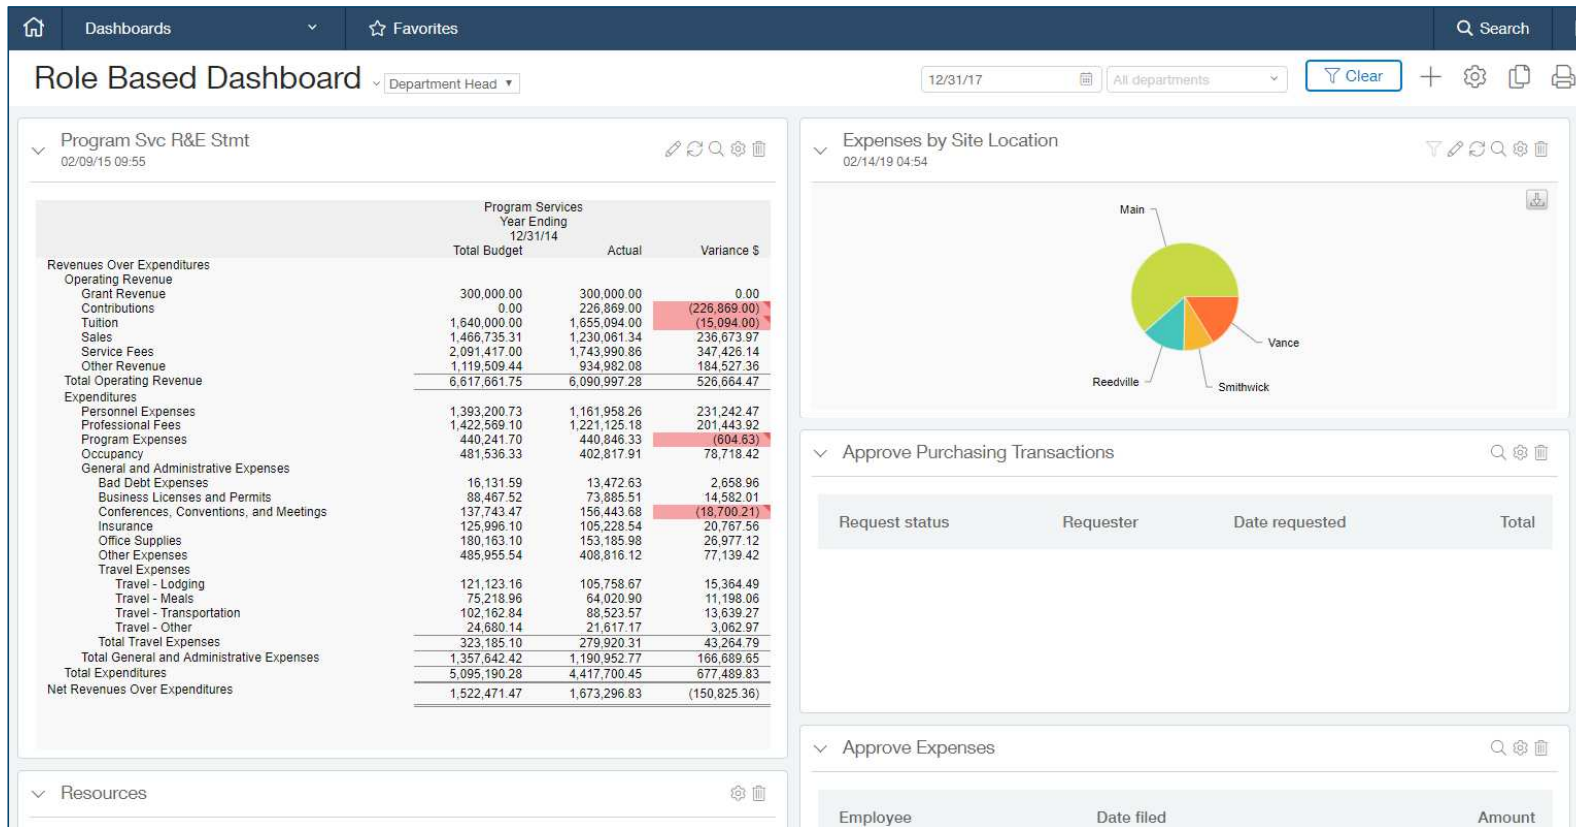 Dashboards Favorites Search
Role Based Dashboard Department Head 12/31/17 All departments Clear
Program Svc R&E Stmt
02/09/15 09:55
Program Services
Year Ending
12/31/14
Total Budget Actual Variance $
Revenues Over Expenditures
Operating Revenue
Grant Revenue 300,000.00 300,000.00 0.00
Contributions 0.00 226,869.00 (226,869.00)
Tuition 1,640,000.00 1,655,094.00 (15,094.00)
Sales 1,466,735.31 1,230,061.34 236,673.97
Service Fees 2,091,417.00 1,743,990.86 347,426.14
Other Revenue 1,119,509.44 934,982.08 184,527.36
Total Operating Revenue 6,617,661.75 6,090,997.28 526,664.47
Expenditures
Personnel Expenses 1,393,200.73 1,161,958.26 231,242.47
Professional Fees 1,422,569.10 1,221,125.18 201,443.92
Program Expenses 440,241.70 440,846.33 (604.63)
Occupancy 481,536.33 402,817.91 78,718.42
General and Administrative Expenses
Bad Debt Expenses 16,131.59 13,472.63 2,658.96
Business Licenses and Permits 88,467.52 73,885.51 14,582.01
Conferences, Conventions, and Meetings 137,743.47 156,443.68 (18,700.21)
Insurance 125,996.10 105,228.54 20,767.56
Office Supplies 180,163.10 153,185.98 26,977.12
Other Expenses 485,955.54 408,816.12 77,139.42
Travel Expenses
Travel - Lodging 121,123.16 105,758.67 15,364.49
Travel - Meals 75,218.96 64,020.90 11,198.06
Travel - Transportation 102,162.84 88,523.57 13,639.27
Travel - Other 24,680.14 21,617.17 3,062.97
Total Travel Expenses 323,185.10 279,920.31 43,264.79
Total General and Administrative Expenses 1,357,642.42 1,190,952.77 166,689.65
Total Expenditures 5,095,190.28 4,417,700.45 677,489.83
Net Revenues Over Expenditures 1,522,471.47 1,673,296.83 (150,825.36)
Resources
Expenses by Site Location
02/14/19 04:54
Main
Vance
Reedville
Smithwick
Approve Purchasing Transactions
Request status Requester Date requested Total
Approve Expenses
Employee Date filed Amount